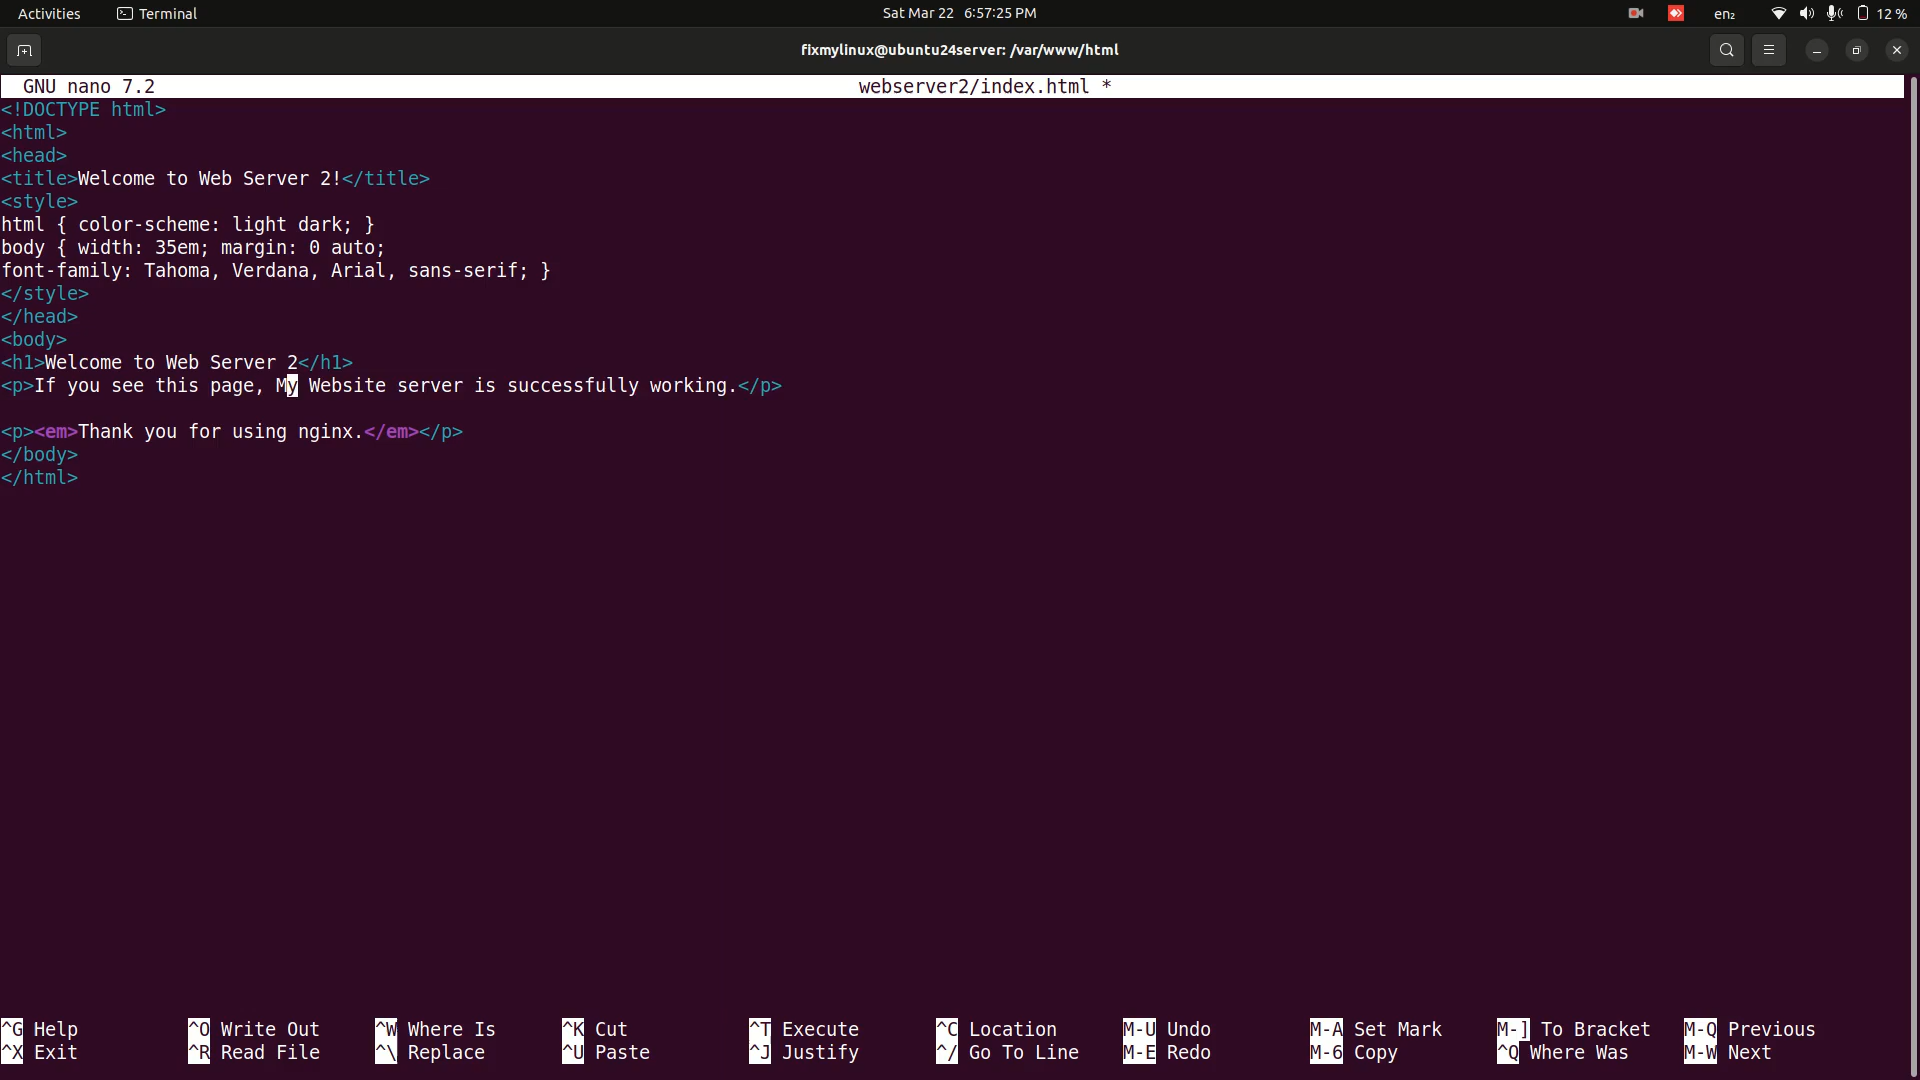 Activities Terminal Sat Mar 22 6:57:25 PM en₂ 12 %
fixmylinux@ubuntu24server: /var/www/html
GNU nano 7.2 webserver2/index.html *
<!DOCTYPE html>
<html>
<head>
<title>Welcome to Web Server 2!</title>
<style>
html { color-scheme: light dark; }
body { width: 35em; margin: 0 auto;
font-family: Tahoma, Verdana, Arial, sans-serif; }
</style>
</head>
<body>
<h1>Welcome to Web Server 2</h1>
<p>If you see this page, My Website server is successfully working.</p>

<p><em>Thank you for using nginx.</em></p>
</body>
</html>
^G Help ^O Write Out ^W Where Is ^K Cut ^T Execute ^C Location M-U Undo M-A Set Mark M-] To Bracket M-Q Previous
^X Exit ^R Read File ^\ Replace ^U Paste ^J Justify ^/ Go To Line M-E Redo M-6 Copy ^Q Where Was M-W Next